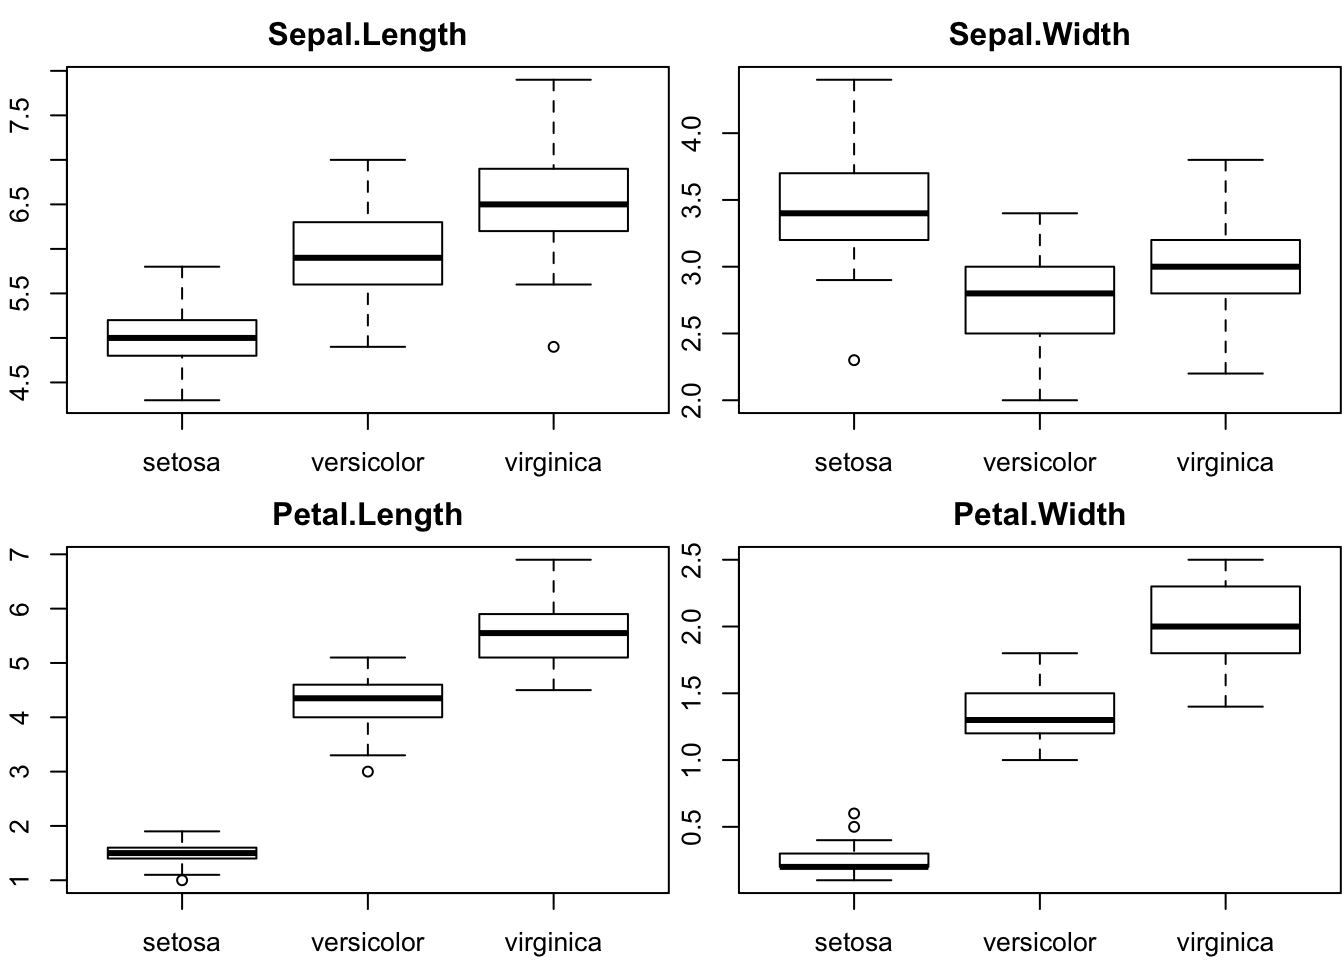 Sepal.Length
7.5
6.5
5.5
4.5
setosa versicolor virginica
Sepal.Width
4.0
3.5
3.0
2.5
2.0
setosa versicolor virginica
Petal.Length
7
6
5
4
3
2
1
setosa versicolor virginica
Petal.Width
2.5
2.0
1.5
1.0
0.5
setosa versicolor virginica